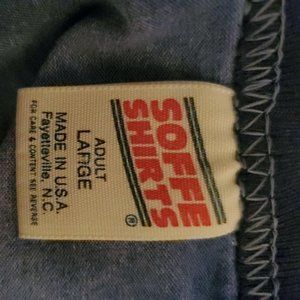 SOFFE
SHIRTS®
ADULT
LARGE
MADE IN U.S.A.
Fayetteville, N.C.
FOR CARE & CONTENT SEE REVERSE